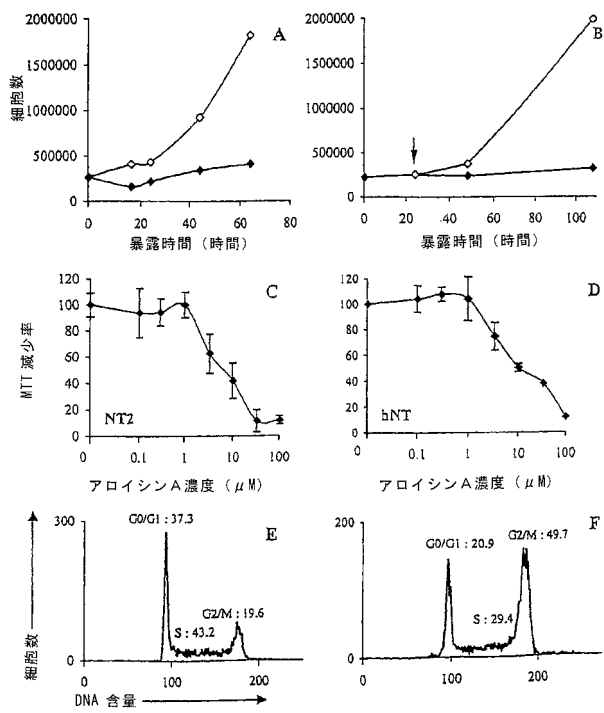 A
2000000
1500000
1000000
500000
0
細胞数
0 20 40 60 80
暴露時間（時間）
B
2000000
1500000
1000000
500000
0
0 20 40 60 80 100
暴露時間（時間）
C
120
100
80
60
40
20
0
MTT 減少率
NT2
0 0.1 1 10 100
アロイシンA濃度（μM）
D
120
100
80
60
40
20
0
hNT
0 0.1 1 10 100
アロイシンA濃度（μM）
E
300
0
細胞数
G0/G1 : 37.3
S : 43.2
G2/M : 19.6
0 100 200
DNA 含量
F
200
0
G0/G1 : 20.9
S : 29.4
G2/M : 49.7
0 100 200